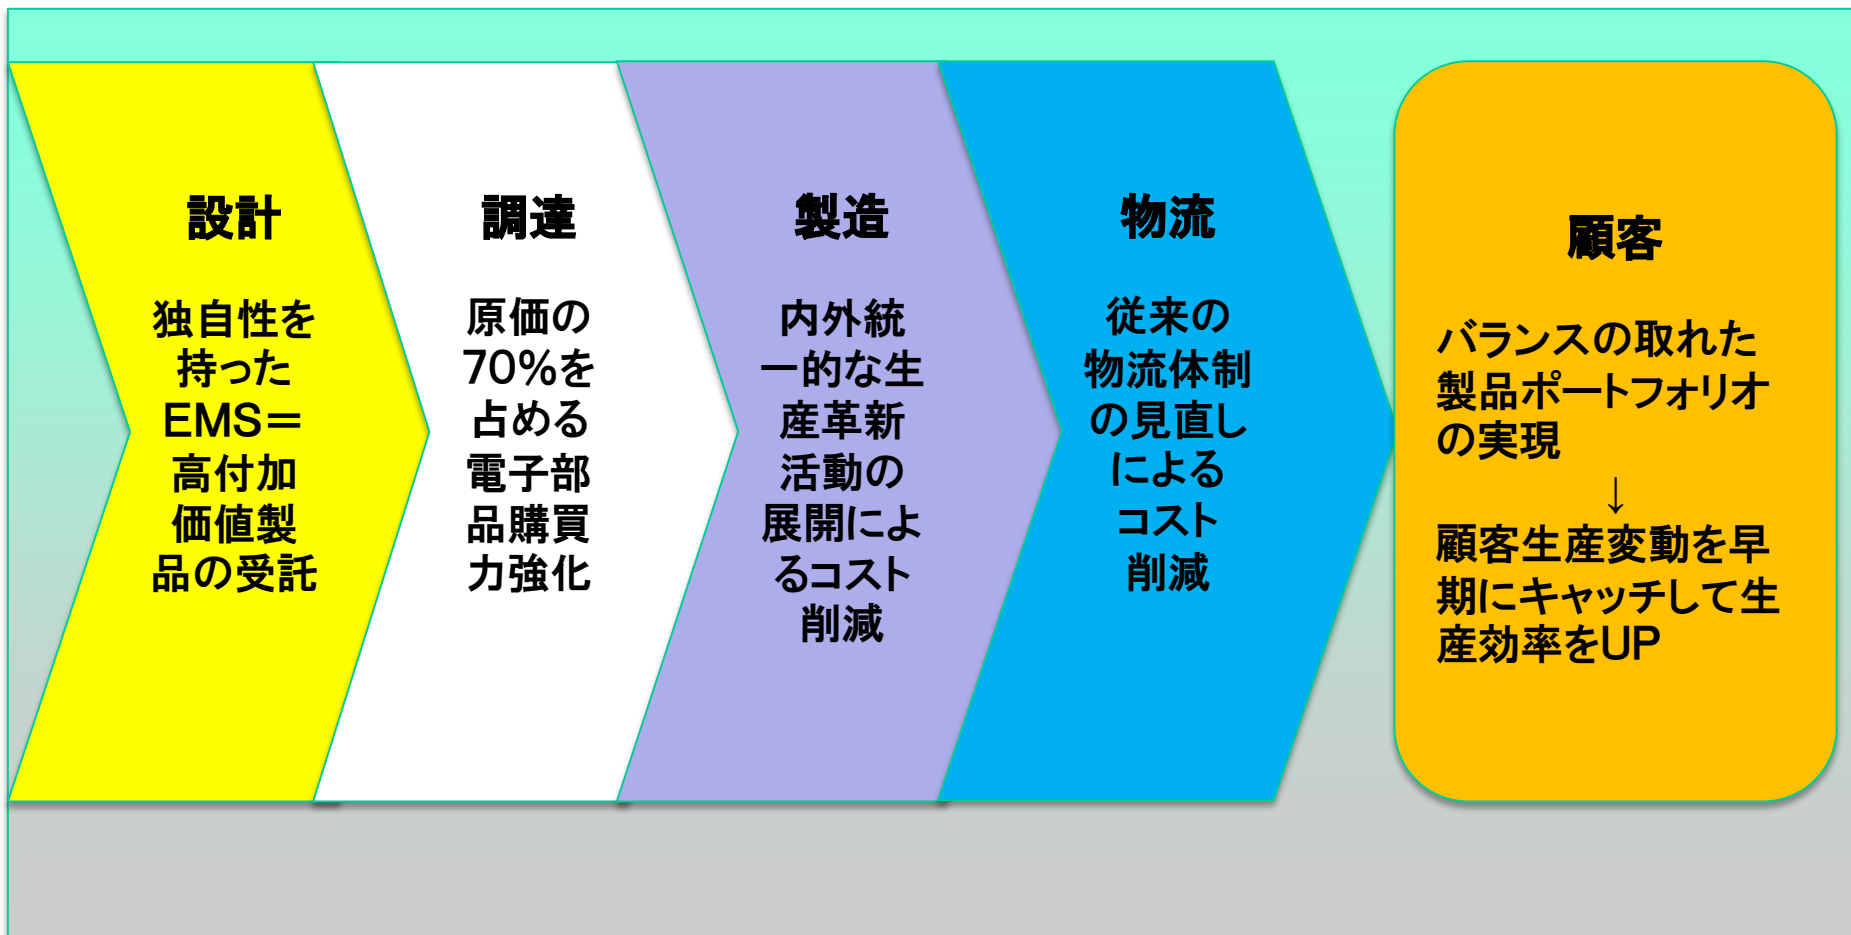 設計
独自性を
持った
EMS＝
高付加
価値製
品の受託
調達
原価の
70%を
占める
電子部
品購買
力強化
製造
内外統
一的な生
産革新
活動の
展開によ
るコスト
削減
物流
従来の
物流体制
の見直し
による
コスト
削減
顧客
バランスの取れた
製品ポートフォリオ
の実現
↓
顧客生産変動を早
期にキャッチして生
産効率をUP